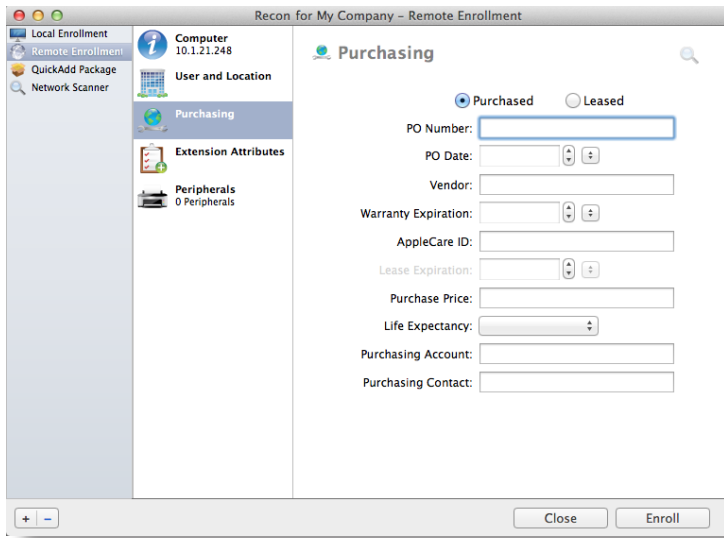 Recon for My Company – Remote Enrollment
Local Enrollment
Remote Enrollment
QuickAdd Package
Network Scanner
Computer
10.1.21.248
User and Location
Purchasing
Extension Attributes
Peripherals
0 Peripherals
Purchasing
Purchased Leased
PO Number:
PO Date:
Vendor:
Warranty Expiration:
AppleCare ID:
Lease Expiration:
Purchase Price:
Life Expectancy:
Purchasing Account:
Purchasing Contact:
+ −
Close Enroll